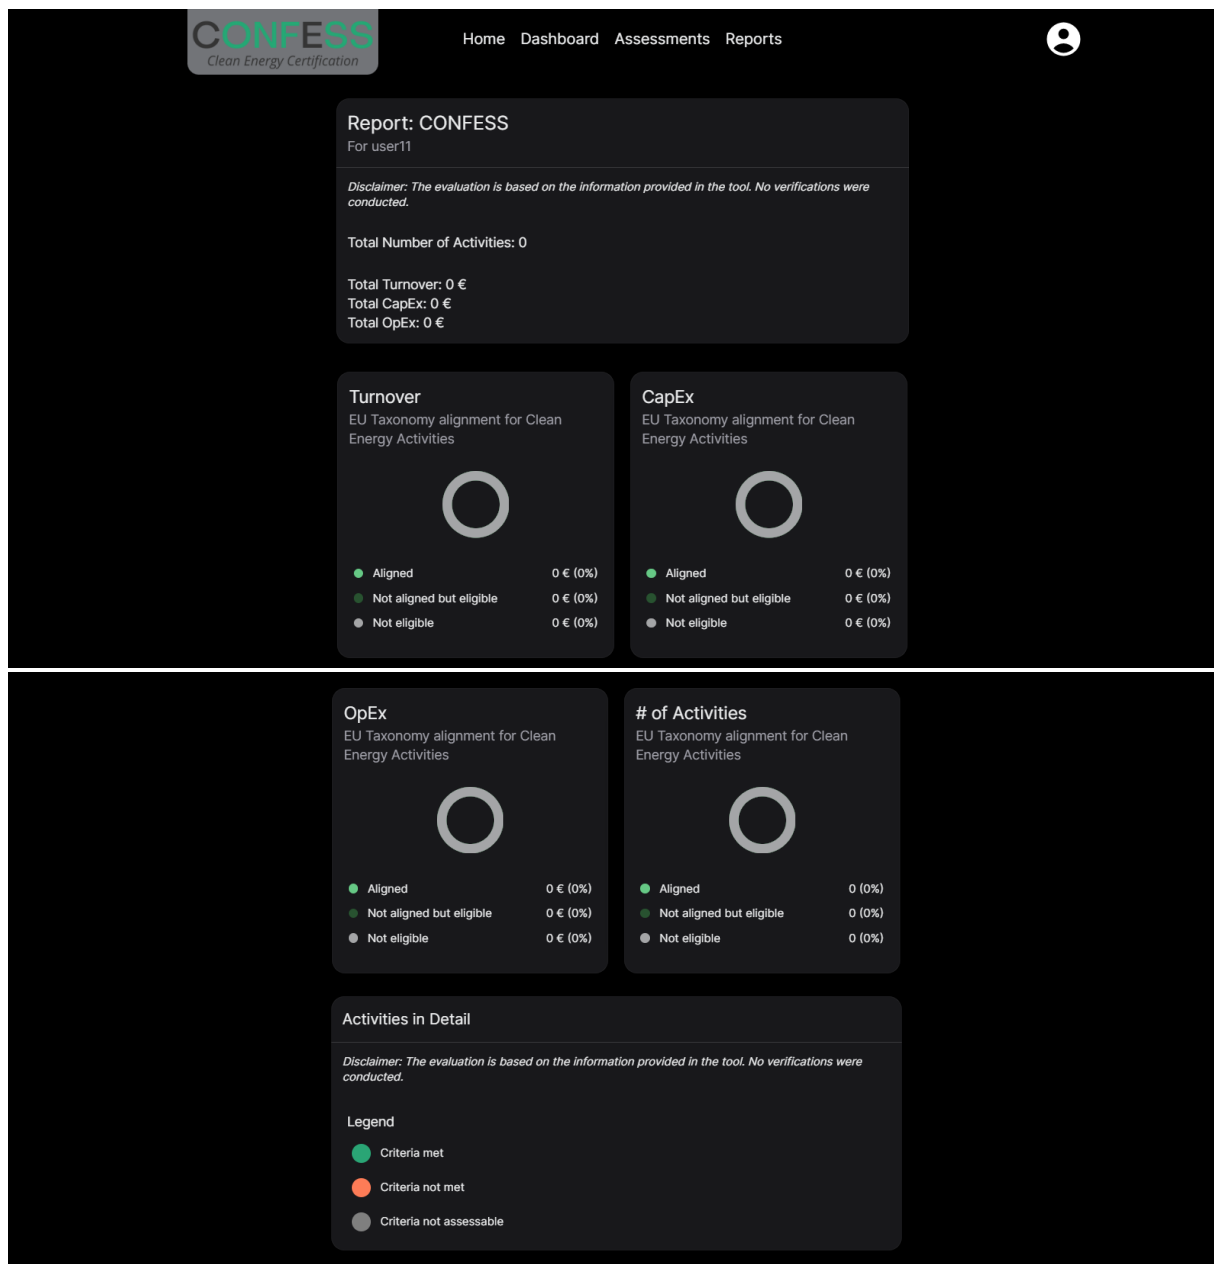 CONFESS
Clean Energy Certification
Home Dashboard Assessments Reports
Report: CONFESS
For user11
Disclaimer: The evaluation is based on the information provided in the tool. No verifications were
conducted.
Total Number of Activities: 0
Total Turnover: 0 €
Total CapEx: 0 €
Total OpEx: 0 €
Turnover
EU Taxonomy alignment for Clean
Energy Activities
Aligned 0 € (0%)
Not aligned but eligible 0 € (0%)
Not eligible 0 € (0%)
CapEx
EU Taxonomy alignment for Clean
Energy Activities
Aligned 0 € (0%)
Not aligned but eligible 0 € (0%)
Not eligible 0 € (0%)
OpEx
EU Taxonomy alignment for Clean
Energy Activities
Aligned 0 € (0%)
Not aligned but eligible 0 € (0%)
Not eligible 0 € (0%)
# of Activities
EU Taxonomy alignment for Clean
Energy Activities
Aligned 0 (0%)
Not aligned but eligible 0 (0%)
Not eligible 0 (0%)
Activities in Detail
Disclaimer: The evaluation is based on the information provided in the tool. No verifications were
conducted.
Legend
Criteria met
Criteria not met
Criteria not assessable